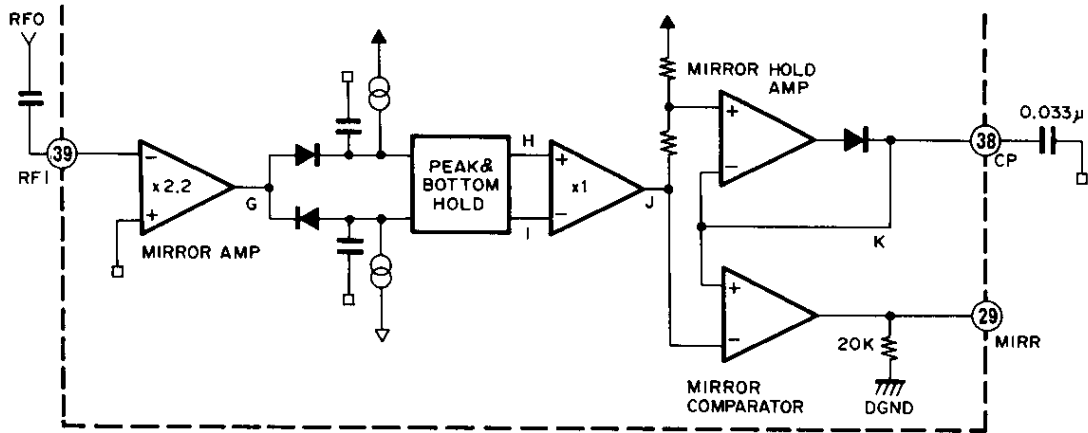 RFO
39
RFI
×2.2
-
+
MIRROR AMP
G
PEAK &
BOTTOM
HOLD
H
I
+
×1
-
J
MIRROR HOLD
AMP
+
-
K
38
CP
0.033μ
+
-
MIRROR
COMPARATOR
20K
DGND
29
MIRR